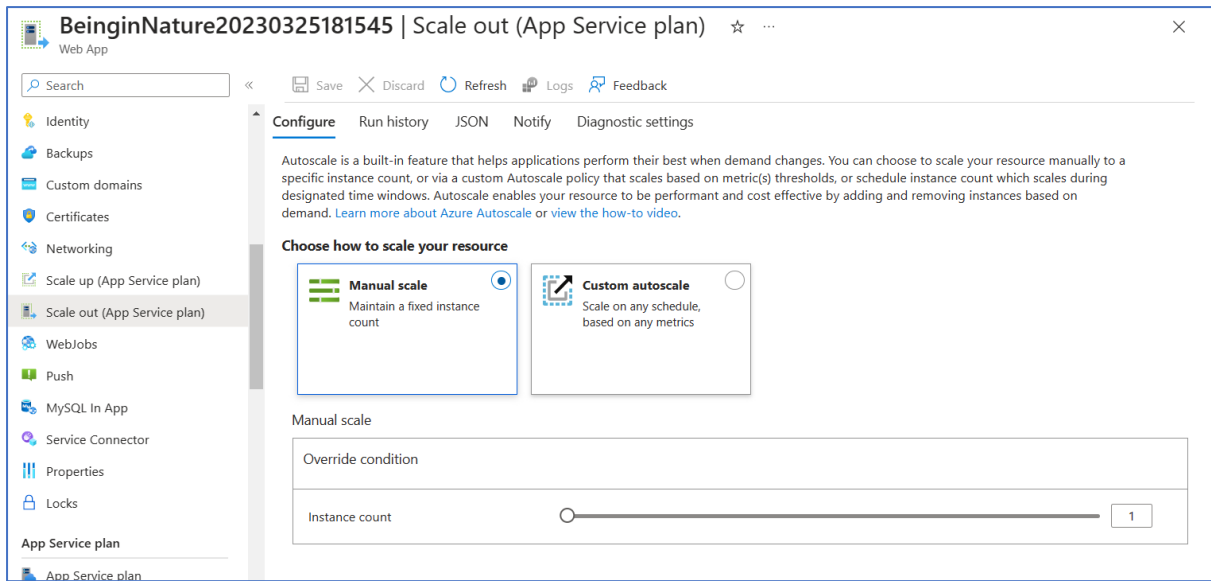 BeinginNature20230325181545 | Scale out (App Service plan)
Web App
Search
Identity
Backups
Custom domains
Certificates
Networking
Scale up (App Service plan)
Scale out (App Service plan)
WebJobs
Push
MySQL In App
Service Connector
Properties
Locks
App Service plan
App Service plan
Save Discard Refresh Logs Feedback
Configure Run history JSON Notify Diagnostic settings
Autoscale is a built-in feature that helps applications perform their best when demand changes. You can choose to scale your resource manually to a
specific instance count, or via a custom Autoscale policy that scales based on metric(s) thresholds, or schedule instance count which scales during
designated time windows. Autoscale enables your resource to be performant and cost effective by adding and removing instances based on
demand. Learn more about Azure Autoscale or view the how-to video.
Choose how to scale your resource
Manual scale
Maintain a fixed instance
count
Custom autoscale
Scale on any schedule,
based on any metrics
Manual scale
Override condition
Instance count 1